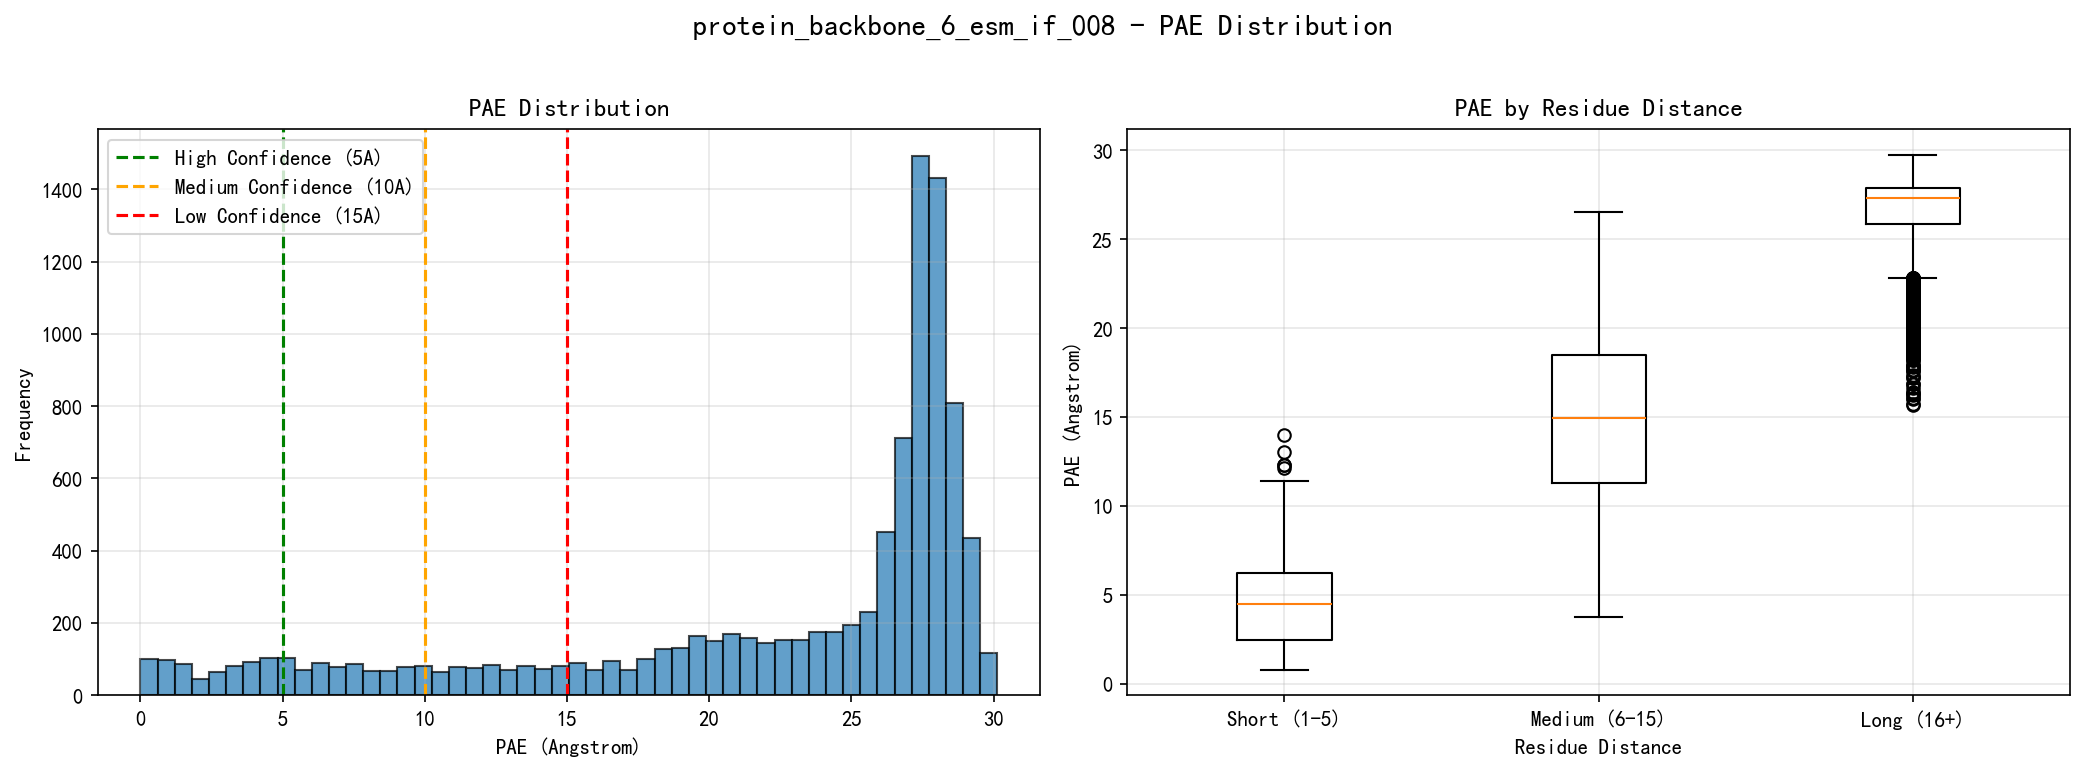 protein_backbone_6_esm_if_008 - PAE Distribution
PAE Distribution
High Confidence (5A)
Medium Confidence (10A)
Low Confidence (15A)
1400
1200
1000
800
600
400
200
0
Frequency
0 5 10 15 20 25 30
PAE (Angstrom)
PAE by Residue Distance
30
25
20
15
10
5
0
PAE (Angstrom)
Short (1-5) Medium (6-15) Long (16+)
Residue Distance